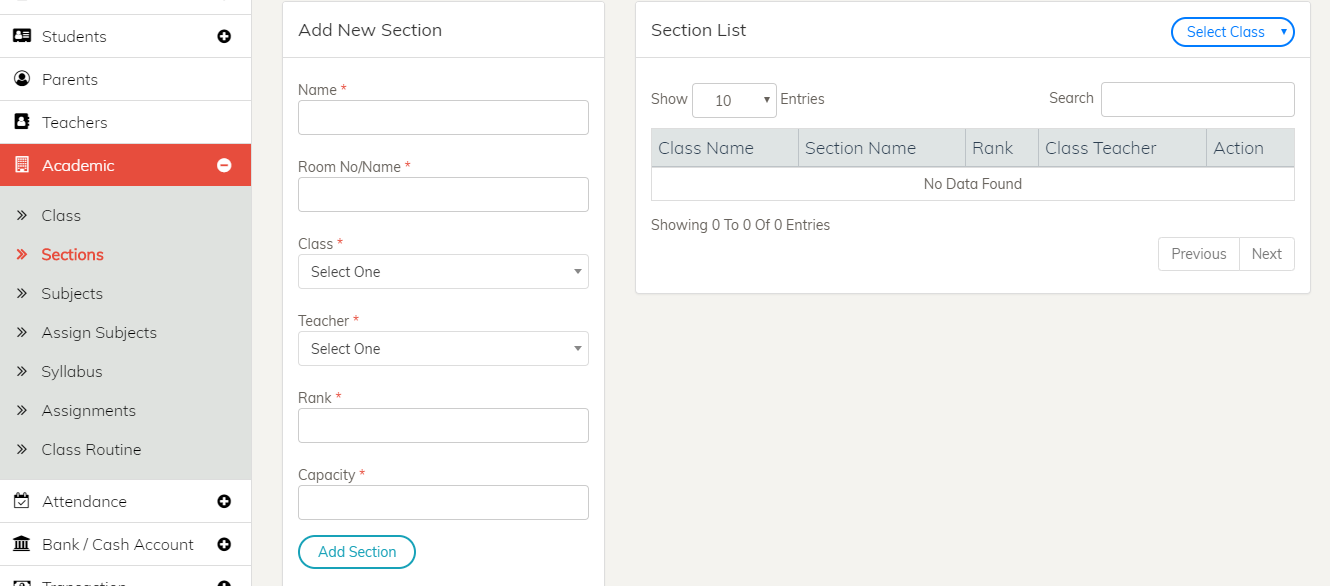 Students
Parents
Teachers
Academic
Class
Sections
Subjects
Assign Subjects
Syllabus
Assignments
Class Routine
Attendance
Bank / Cash Account
Transaction
Add New Section
Name *
Room No/Name *
Class *
Select One
Teacher *
Select One
Rank *
Capacity *
Add Section
Section List
Select Class
Show 10 Entries
Search
Class Name Section Name Rank Class Teacher Action
No Data Found
Showing 0 To 0 Of 0 Entries
Previous Next